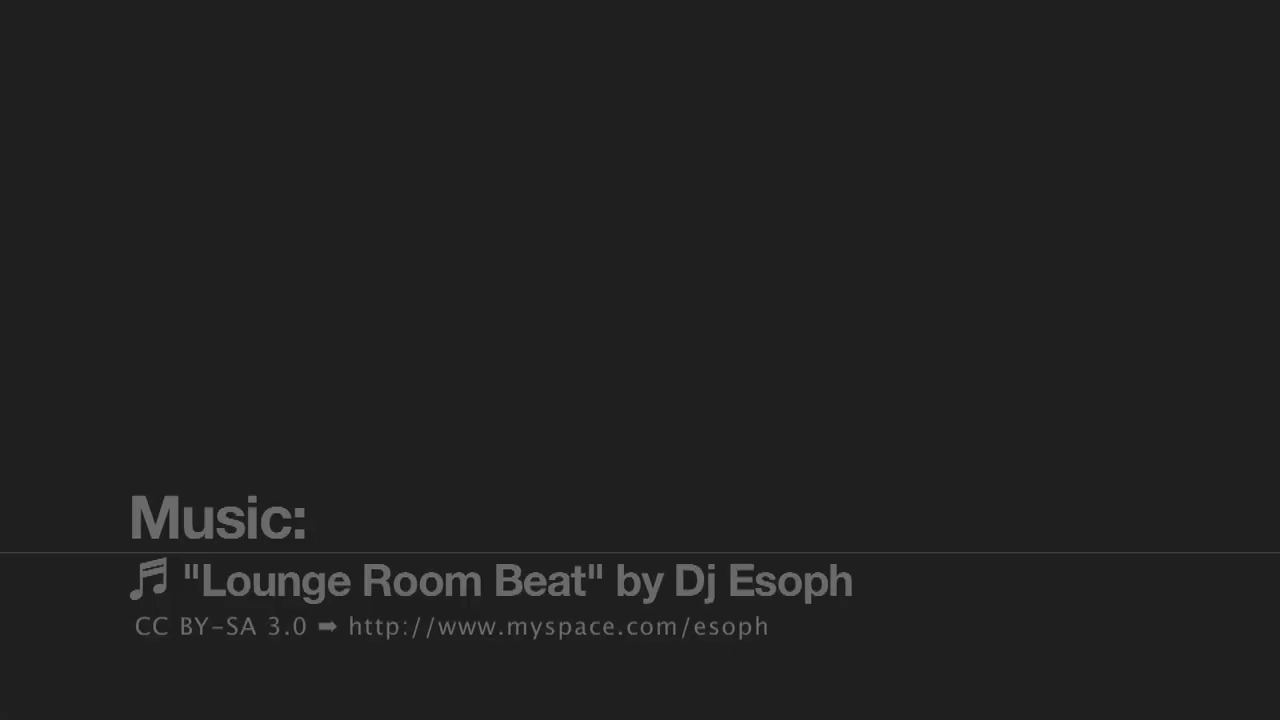 Music:
♫ "Lounge Room Beat" by Dj Esoph
CC BY-SA 3.0 ➡ http://www.myspace.com/esoph